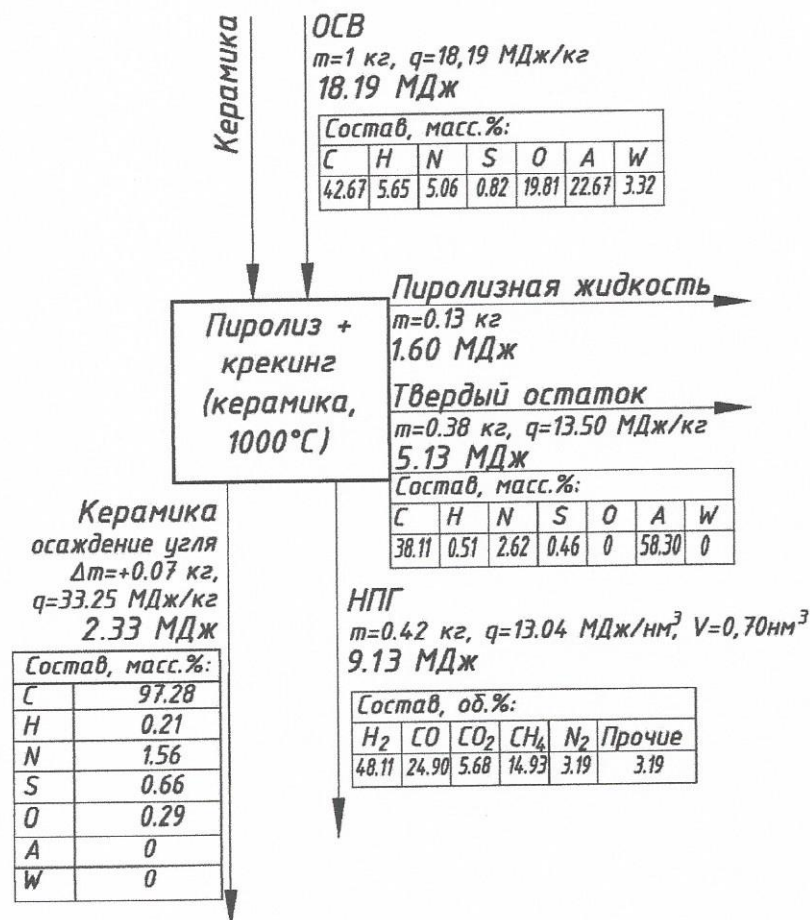 Керамика
ОСВ
m=1 кг, q=18,19 МДж/кг
18.19 МДж
Состав, масс.%:
C H N S O A W
42.67 5.65 5.06 0.82 19.81 22.67 3.32
Пиролиз +
крекинг
(керамика,
1000°C)
Пиролизная жидкость
m=0.13 кг
1.60 МДж
Твердый остаток
m=0.38 кг, q=13.50 МДж/кг
5.13 МДж
Состав, масс.%:
C H N S O A W
38.11 0.51 2.62 0.46 0 58.30 0
Керамика
осаждение угля
Δm=+0.07 кг,
q=33.25 МДж/кг
2.33 МДж
Состав, масс.%:
C 97.28
H 0.21
N 1.56
S 0.66
O 0.29
A 0
W 0
НПГ
m=0.42 кг, q=13.04 МДж/нм³, V=0,70нм³
9.13 МДж
Состав, об.%:
H₂ CO CO₂ CH₄ N₂ Прочие
48.11 24.90 5.68 14.93 3.19 3.19